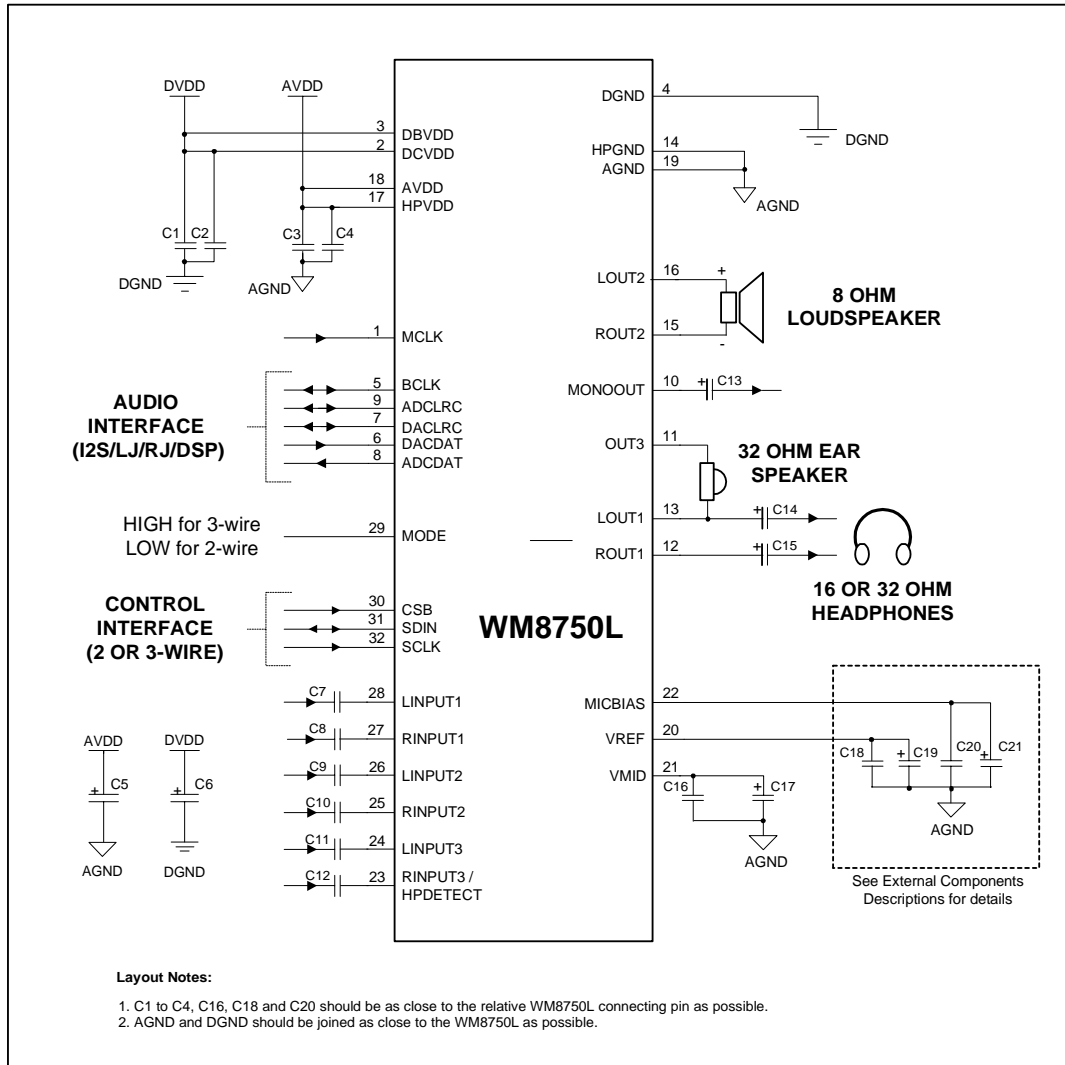 DVDD
AVDD
3 DBVDD
2 DCVDD
18 AVDD
17 HPVDD
C1 C2
C3 C4
DGND
AGND
1 MCLK
AUDIO
INTERFACE
(I2S/LJ/RJ/DSP)
5 BCLK
9 ADCLRC
7 DACLRC
6 DACDAT
8 ADCDAT
HIGH for 3-wire
LOW for 2-wire
29 MODE
CONTROL
INTERFACE
(2 OR 3-WIRE)
30 CSB
31 SDIN
32 SCLK
C7 28 LINPUT1
C8 27 RINPUT1
C9 26 LINPUT2
C10 25 RINPUT2
C11 24 LINPUT3
C12 23 RINPUT3 /
HPDETECT
AVDD
+ C5
AGND
DVDD
+ C6
DGND
WM8750L
DGND 4
DGND
HPGND 14
AGND 19
AGND
LOUT2 16 +
ROUT2 15 -
8 OHM
LOUDSPEAKER
MONOOUT 10 + C13
OUT3 11
32 OHM EAR
SPEAKER
LOUT1 13 + C14
ROUT1 12 + C15
16 OR 32 OHM
HEADPHONES
MICBIAS 22
VREF 20
VMID 21
C16 + C17
AGND
C18 + C19 C20 + C21
AGND
See External Components
Descriptions for details
Layout Notes:
1. C1 to C4, C16, C18 and C20 should be as close to the relative WM8750L connecting pin as possible.
2. AGND and DGND should be joined as close to the WM8750L as possible.